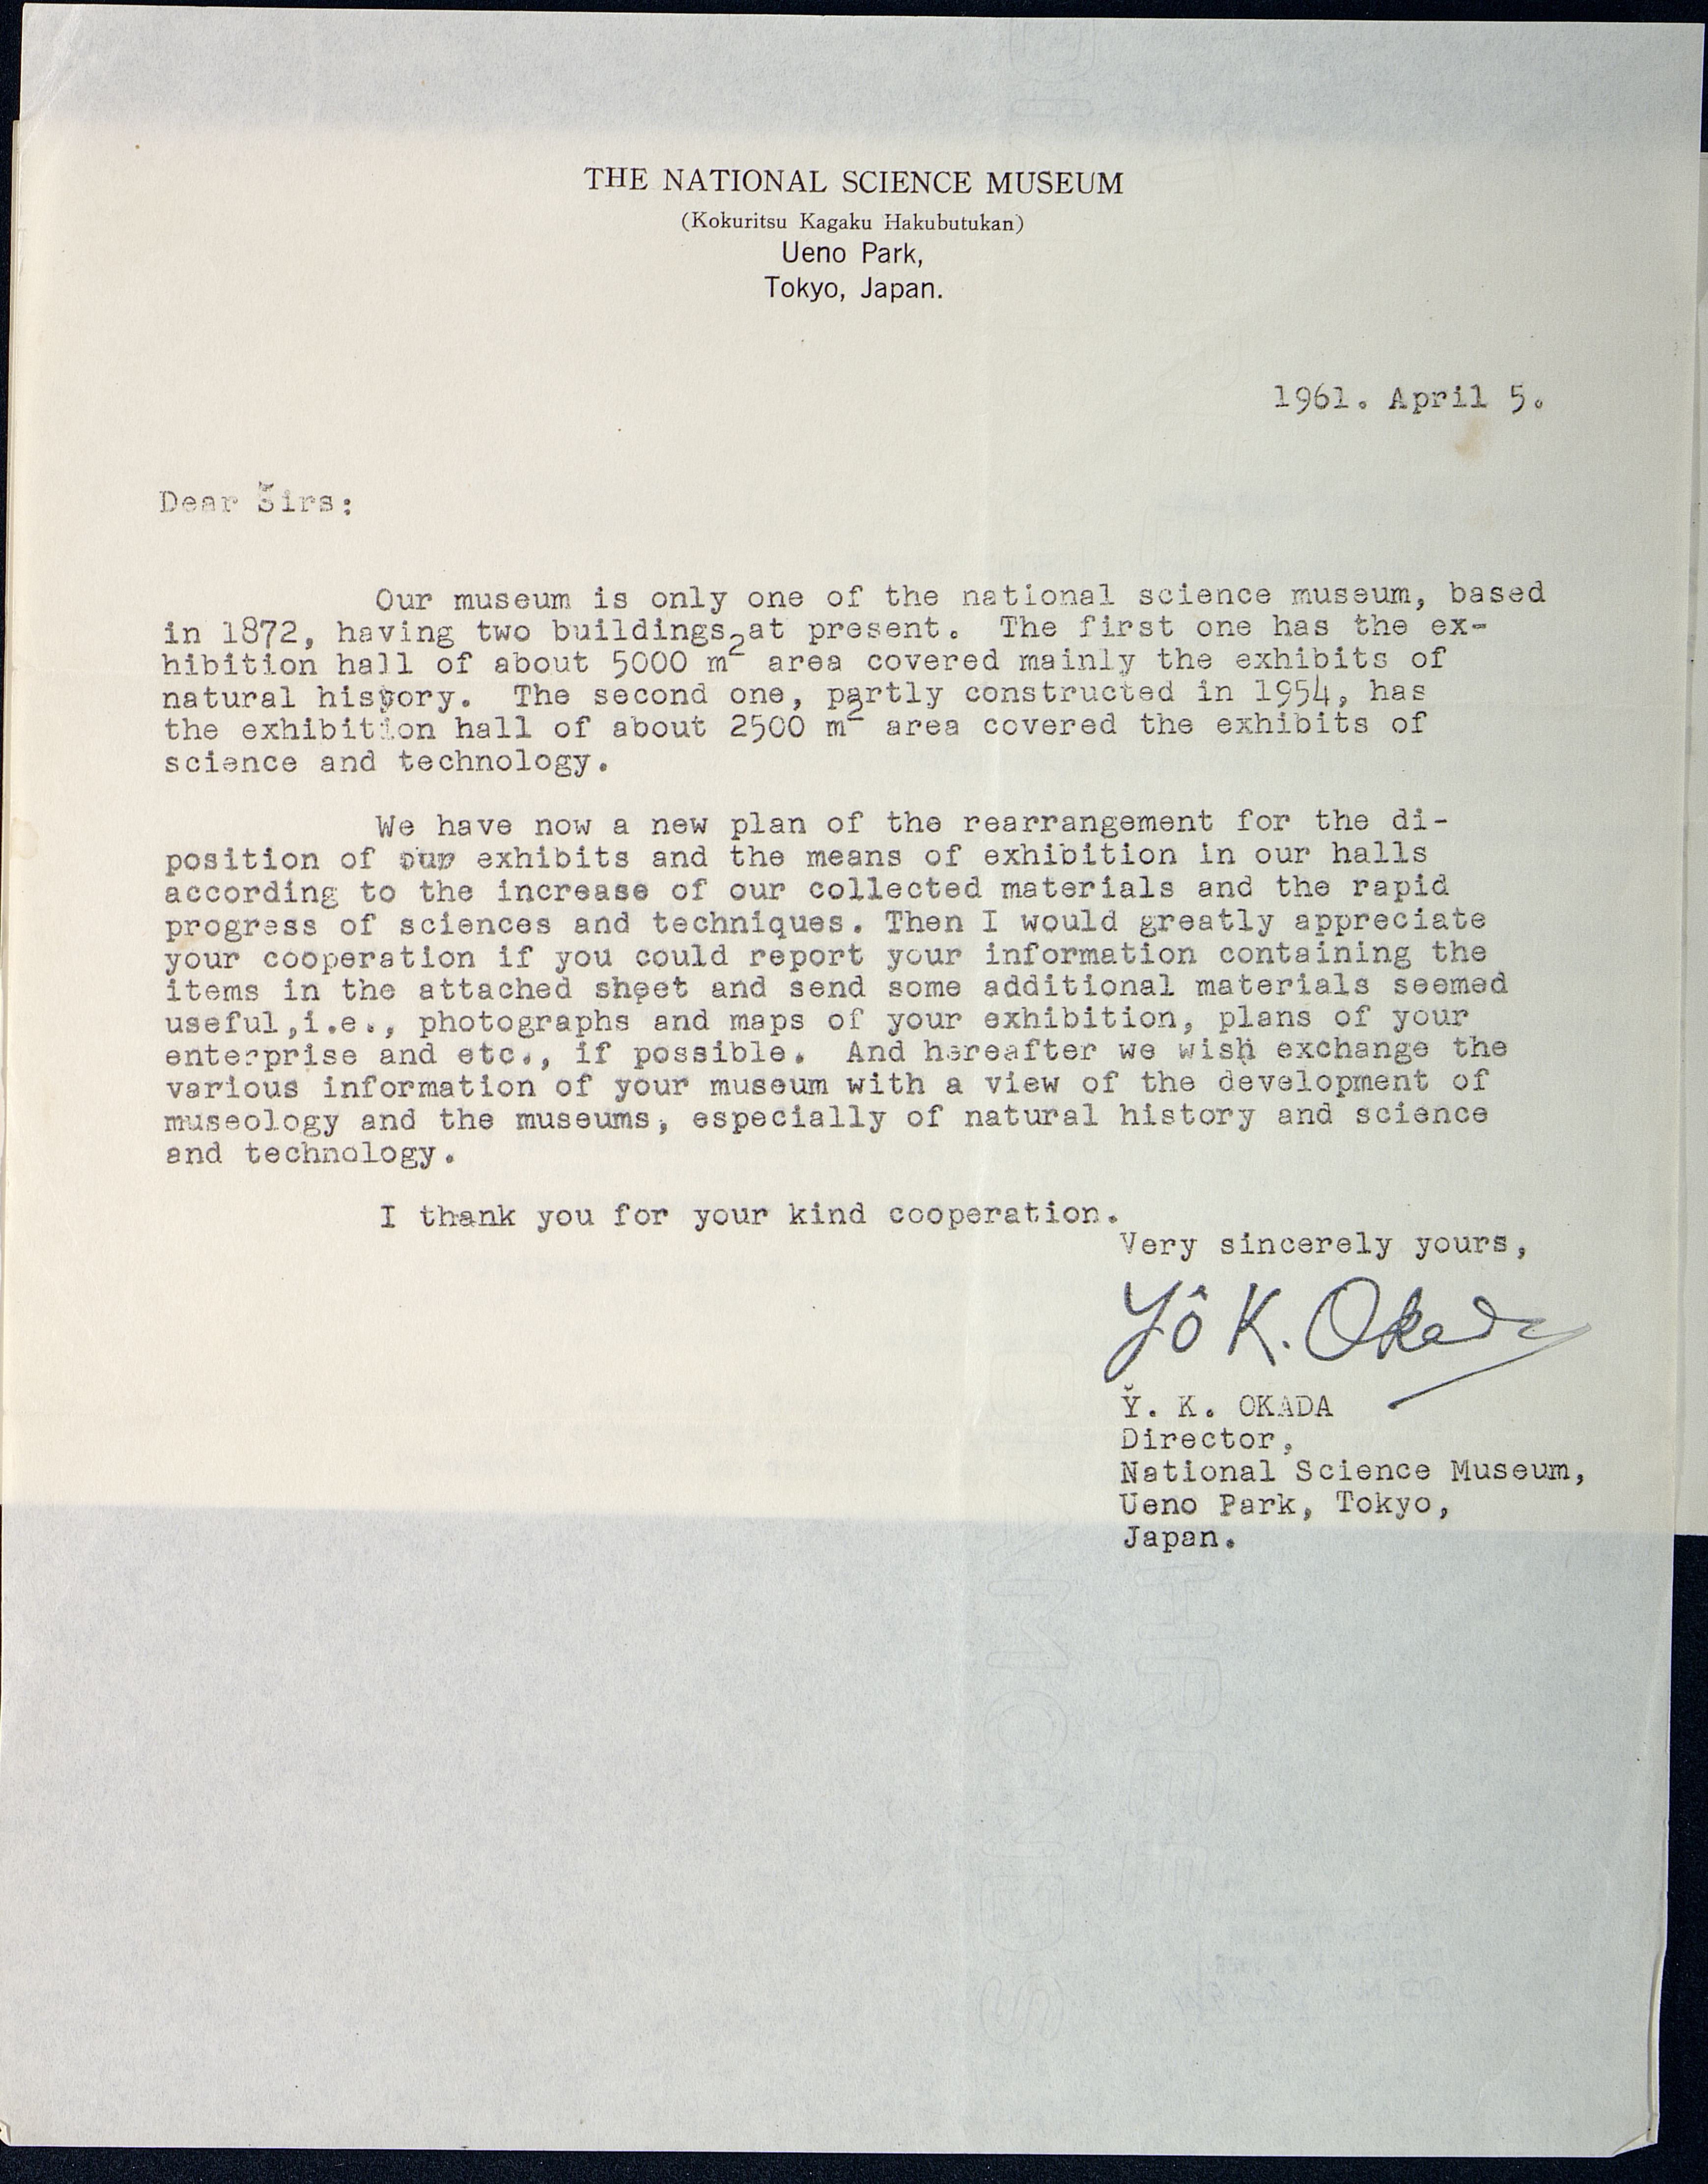 THE NATIONAL SCIENCE MUSEUM
(Kokuritsu Kagaku Hakubutukan)
Ueno Park,
Tokyo, Japan.
1961. April 5.
Dear Sirs:
Our museum is only one of the national science museum, based
in 1872, having two buildings at present. The first one has the ex-
hibition hall of about 5000 m² area covered mainly the exhibits of
natural history. The second one, partly constructed in 1954, has
the exhibition hall of about 2500 m² area covered the exhibits of
science and technology.
We have now a new plan of the rearrangement for the di-
position of our exhibits and the means of exhibition in our halls
according to the increase of our collected materials and the rapid
progress of sciences and techniques. Then I would greatly appreciate
your cooperation if you could report your information containing the
items in the attached sheet and send some additional materials seemed
useful,i.e., photographs and maps of your exhibition, plans of your
enterprise and etc., if possible. And hereafter we wish exchange the
various information of your museum with a view of the development of
museology and the museums, especially of natural history and science
and technology.
I thank you for your kind cooperation.
Very sincerely yours,
Yô K. Okada
Y. K. OKADA
Director,
National Science Museum,
Ueno Park, Tokyo,
Japan.